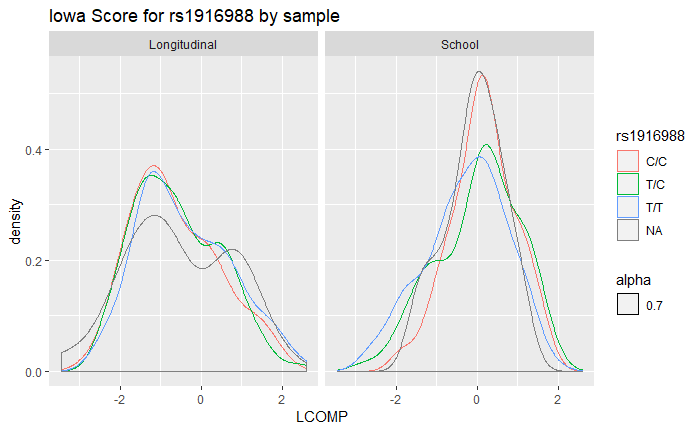 Iowa Score for rs1916988 by sample
Longitudinal
School
density
0.4
0.2
0.0
-2
0
2
-2
0
2
LCOMP
rs1916988
C/C
T/C
T/T
NA
alpha
0.7